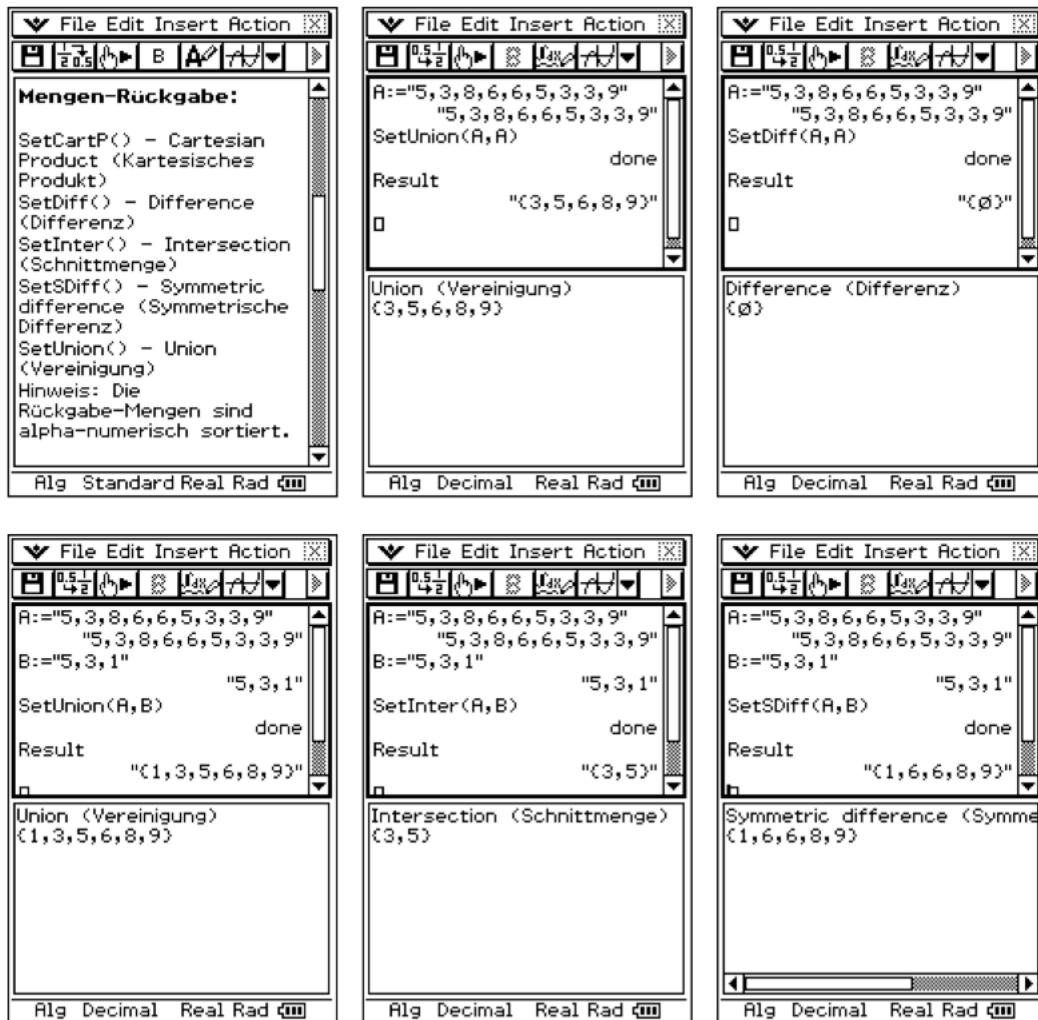 File Edit Insert Action
B
Mengen-Rückgabe:
SetCartP() - Cartesian
Product (Kartesisches
Produkt)
SetDiff() - Difference
(Differenz)
SetInter() - Intersection
(Schnittmenge)
SetSDiff() - Symmetric
difference (Symmetrische
Differenz)
SetUnion() - Union
(Vereinigung)
Hinweis: Die
Rückgabe-Mengen sind
alpha-numerisch sortiert.
Alg Standard Real Rad
File Edit Insert Action
A:="5,3,8,6,6,5,3,3,9"
"5,3,8,6,6,5,3,3,9"
SetUnion(A,A)
done
Result
"{3,5,6,8,9}"
Union (Vereinigung)
{3,5,6,8,9}
Alg Decimal Real Rad
File Edit Insert Action
A:="5,3,8,6,6,5,3,3,9"
"5,3,8,6,6,5,3,3,9"
SetDiff(A,A)
done
Result
"{Ø}"
Difference (Differenz)
{Ø}
Alg Decimal Real Rad
File Edit Insert Action
A:="5,3,8,6,6,5,3,3,9"
"5,3,8,6,6,5,3,3,9"
B:="5,3,1"
"5,3,1"
SetUnion(A,B)
done
Result
"{1,3,5,6,8,9}"
Union (Vereinigung)
{1,3,5,6,8,9}
Alg Decimal Real Rad
File Edit Insert Action
A:="5,3,8,6,6,5,3,3,9"
"5,3,8,6,6,5,3,3,9"
B:="5,3,1"
"5,3,1"
SetInter(A,B)
done
Result
"{3,5}"
Intersection (Schnittmenge)
{3,5}
Alg Decimal Real Rad
File Edit Insert Action
A:="5,3,8,6,6,5,3,3,9"
"5,3,8,6,6,5,3,3,9"
B:="5,3,1"
"5,3,1"
SetSDiff(A,B)
done
Result
"{1,6,6,8,9}"
Symmetric difference (Symme
{1,6,6,8,9}
Alg Decimal Real Rad